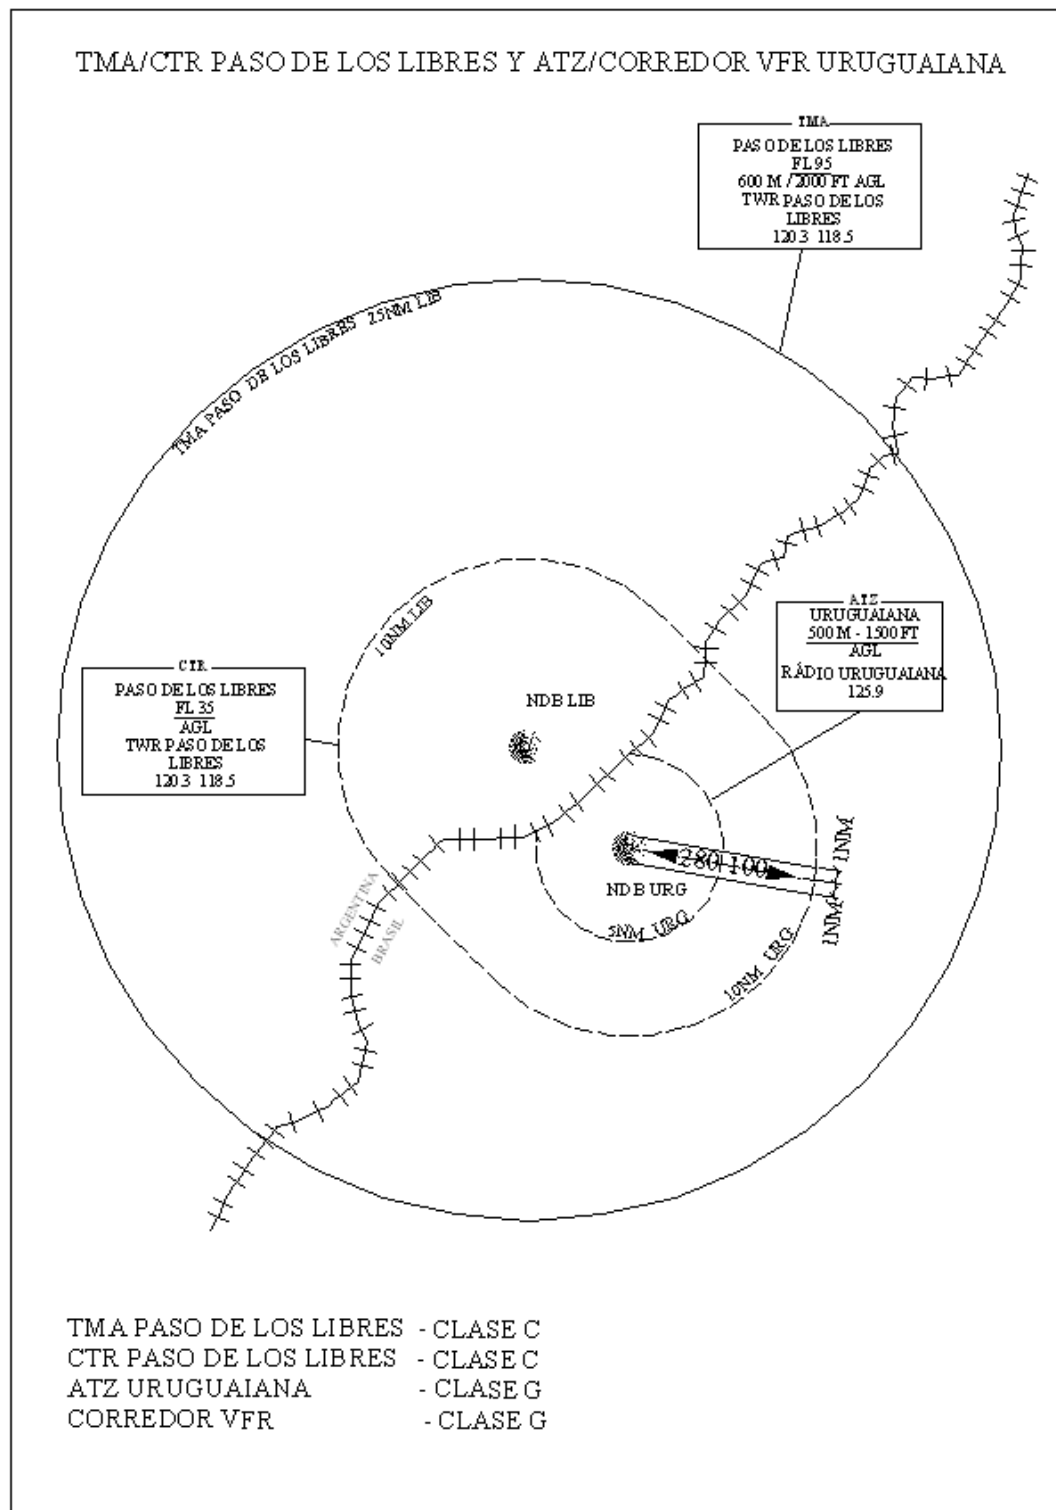 TMA/CTR PASO DE LOS LIBRES Y ATZ/CORREDOR VFR URUGUAIANA
TMA
PASO DE LOS LIBRES
FL 95
600 M / 2000 FT AGL
TWR PASO DE LOS
LIBRES
120.3 118.5
TMA PASO DE LOS LIBRES 25NM LIB
10NM LIB
ATZ
URUGUAIANA
500 M - 1500 FT
AGL
RÁDIO URUGUAIANA
125.9
CTR
PASO DE LOS LIBRES
FL 35
AGL
TWR PASO DE LOS
LIBRES
120.3 118.5
NDB LIB
1NM
280 100
NDB URG
ARGENTINA
BRASIL
5NM URG
1NM
10NM URG
TMA PASO DE LOS LIBRES - CLASE C
CTR PASO DE LOS LIBRES - CLASE C
ATZ URUGUAIANA - CLASE G
CORREDOR VFR - CLASE G